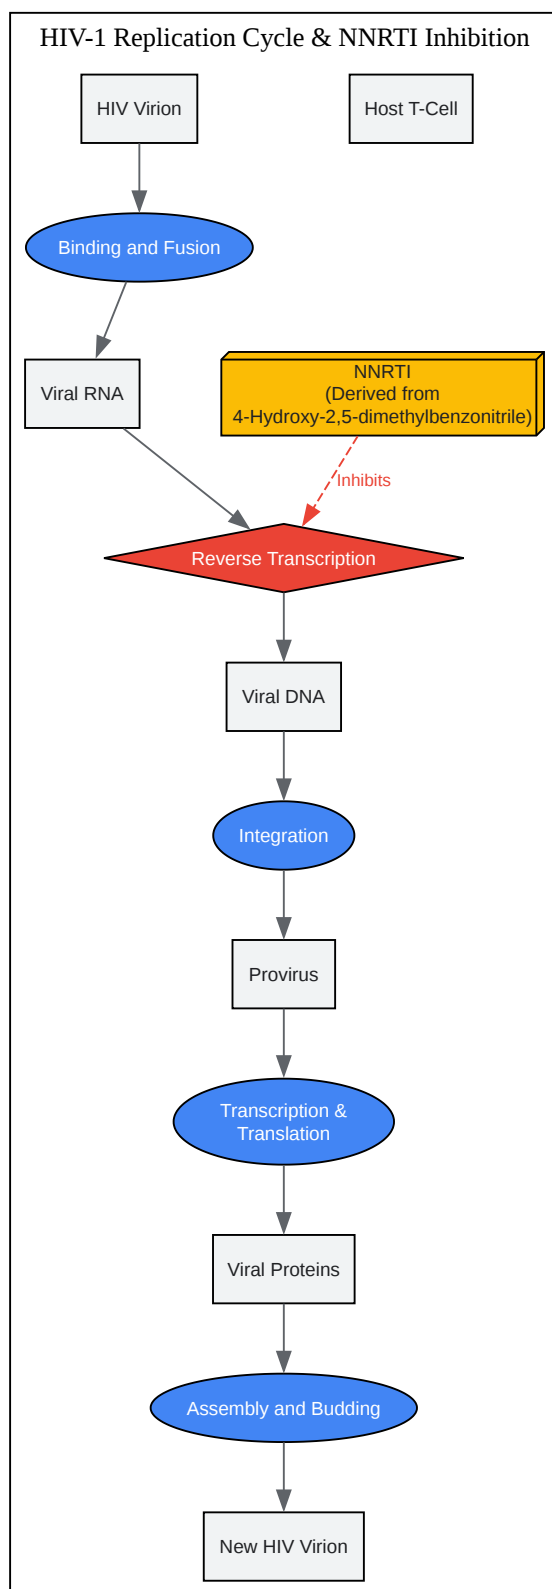 HIV-1 Replication Cycle & NNRTI Inhibition
HIV Virion
Host T-Cell
Binding and Fusion
Viral RNA
NNRTI
(Derived from
4-Hydroxy-2,5-dimethylbenzonitrile)
Inhibits
Reverse Transcription
Viral DNA
Integration
Provirus
Transcription &
Translation
Viral Proteins
Assembly and Budding
New HIV Virion